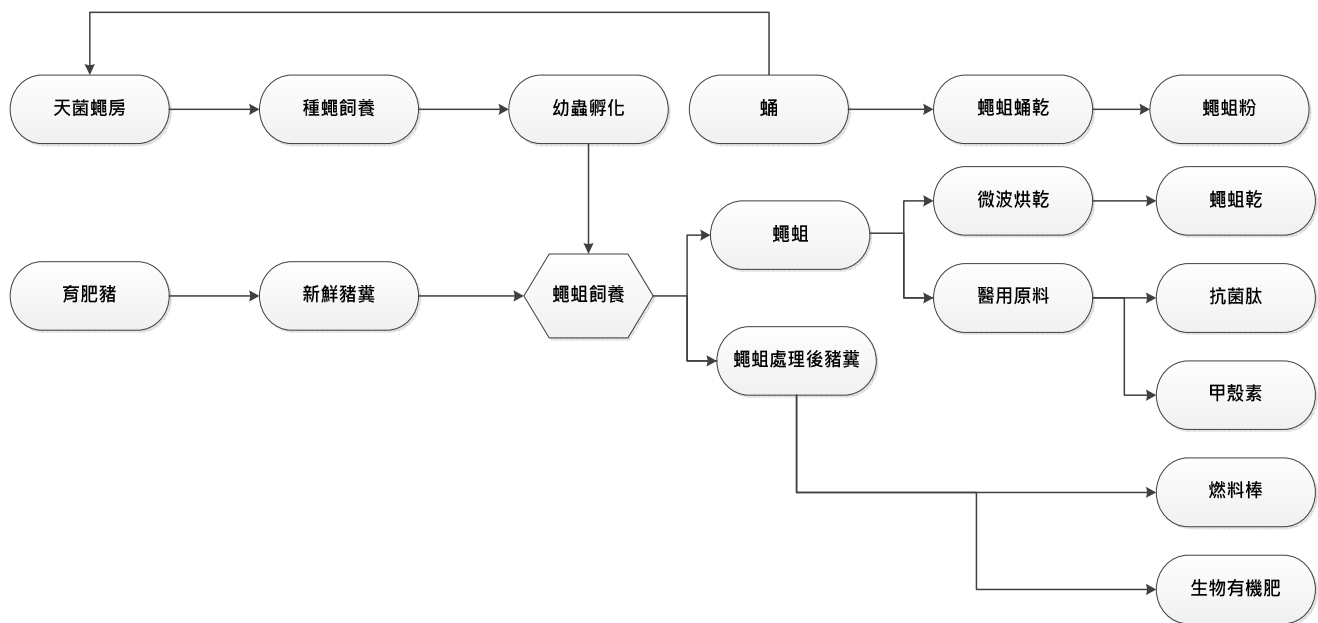 天菌蠅房
種蠅飼養
幼蟲孵化
蛹
蠅蛆蛹乾
蠅蛆粉
微波烘乾
蠅蛆乾
蠅蛆
育肥豬
新鮮豬糞
蠅蛆飼養
醫用原料
抗菌肽
蠅蛆處理後豬糞
甲殼素
燃料棒
生物有機肥